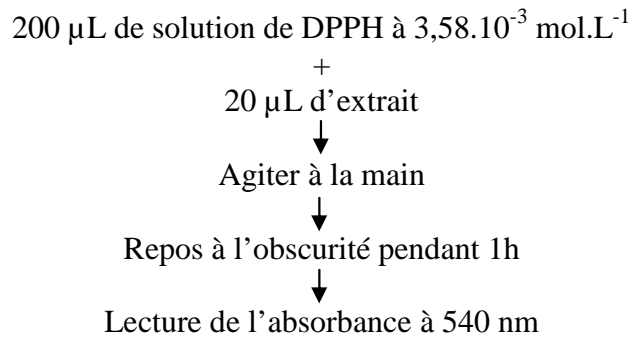 200 µL de solution de DPPH à 3,58.10⁻³ mol.L⁻¹
+
20 µL d’extrait
Agiter à la main
Repos à l’obscurité pendant 1h
Lecture de l’absorbance à 540 nm